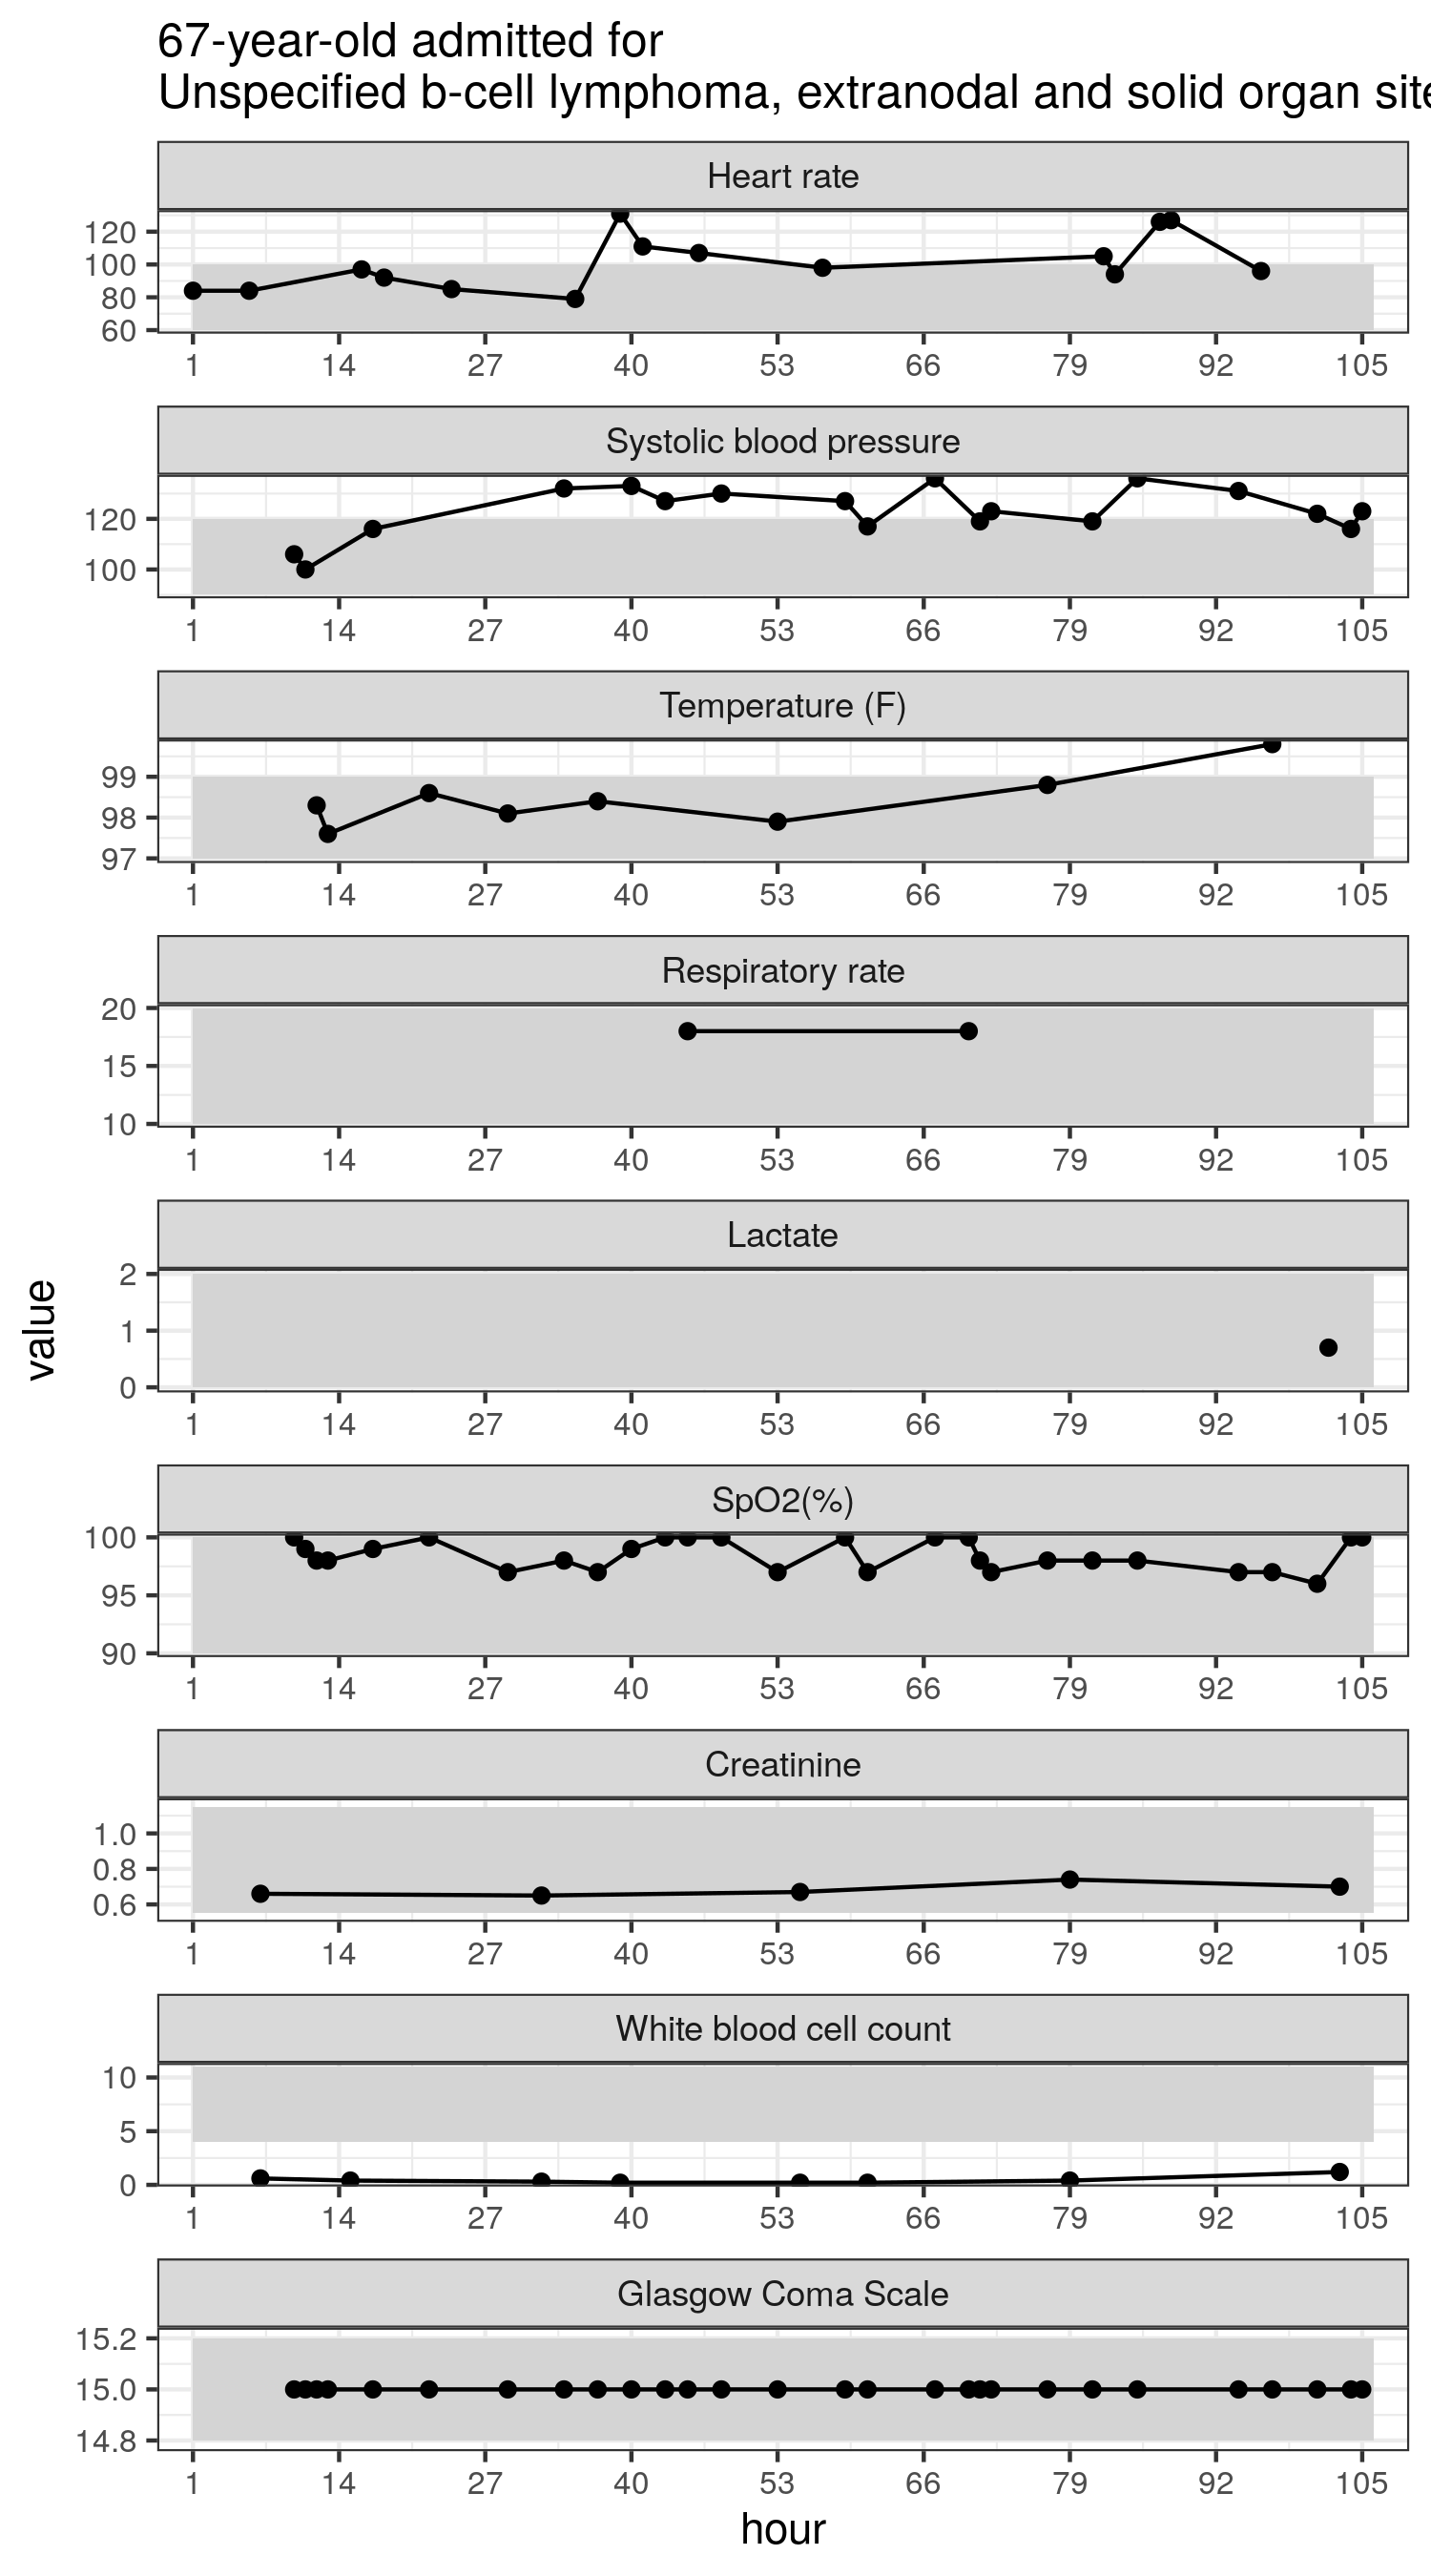 67-year-old admitted for
Unspecified b-cell lymphoma, extranodal and solid organ site
Heart rate
120
100
80
60
1 14 27 40 53 66 79 92 105
Systolic blood pressure
120
100
1 14 27 40 53 66 79 92 105
Temperature (F)
99
98
97
1 14 27 40 53 66 79 92 105
Respiratory rate
20
15
10
1 14 27 40 53 66 79 92 105
Lactate
2
1
0
1 14 27 40 53 66 79 92 105
value
SpO2(%)
100
95
90
1 14 27 40 53 66 79 92 105
Creatinine
1.0
0.8
0.6
1 14 27 40 53 66 79 92 105
White blood cell count
10
5
0
1 14 27 40 53 66 79 92 105
Glasgow Coma Scale
15.2
15.0
14.8
1 14 27 40 53 66 79 92 105
hour